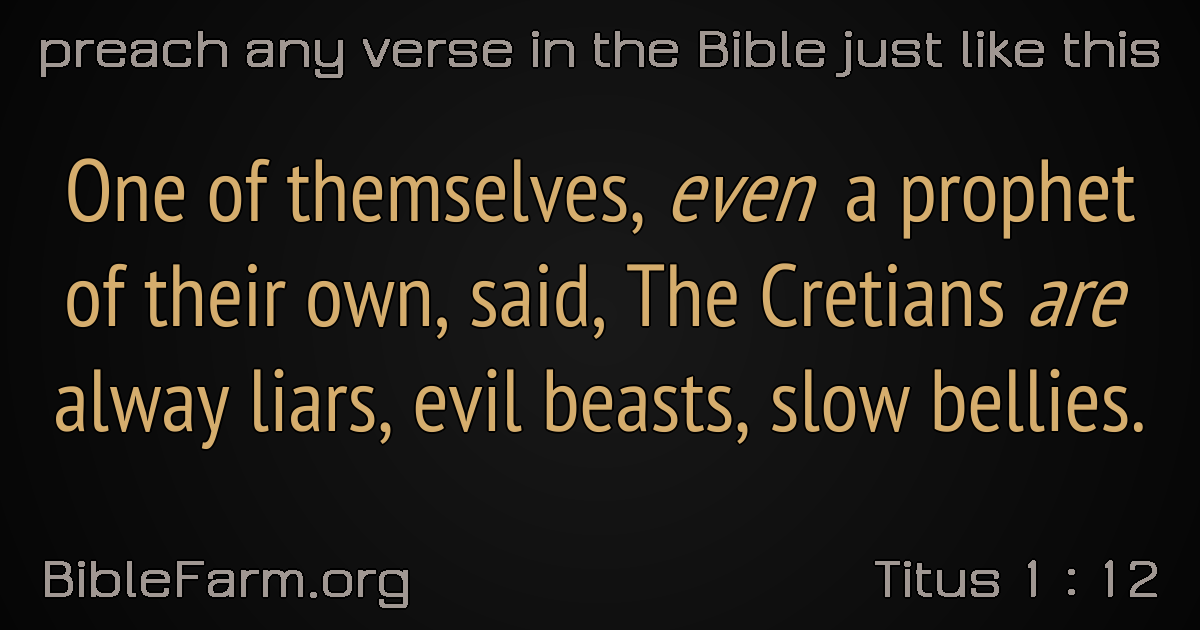 preach any verse in the Bible just like this
One of themselves, even a prophet
of their own, said, The Cretians are
alway liars, evil beasts, slow bellies.
BibleFarm.org
Titus 1 : 12